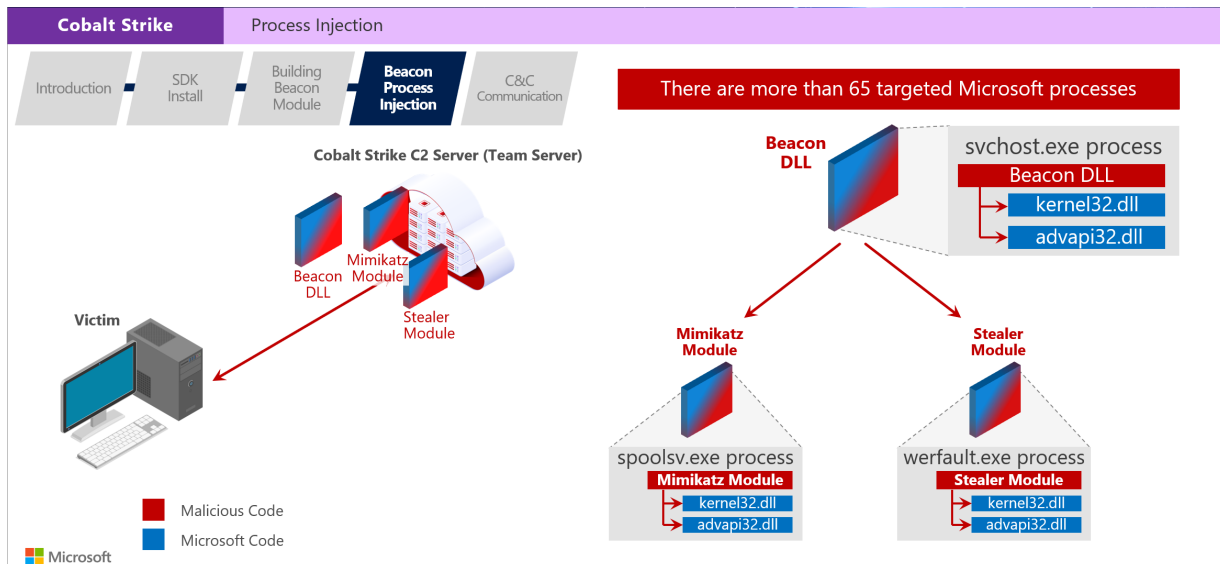 Cobalt Strike
Process Injection
Introduction
SDK
Install
Building
Beacon
Module
Beacon
Process
Injection
C&C
Communication
Cobalt Strike C2 Server (Team Server)
Beacon
DLL
Mimikatz
Module
Stealer
Module
Victim
Malicious Code
Microsoft Code
Microsoft
There are more than 65 targeted Microsoft processes
Beacon
DLL
svchost.exe process
Beacon DLL
kernel32.dll
advapi32.dll
Mimikatz
Module
spoolsv.exe process
Mimikatz Module
kernel32.dll
advapi32.dll
Stealer
Module
werfault.exe process
Stealer Module
kernel32.dll
advapi32.dll